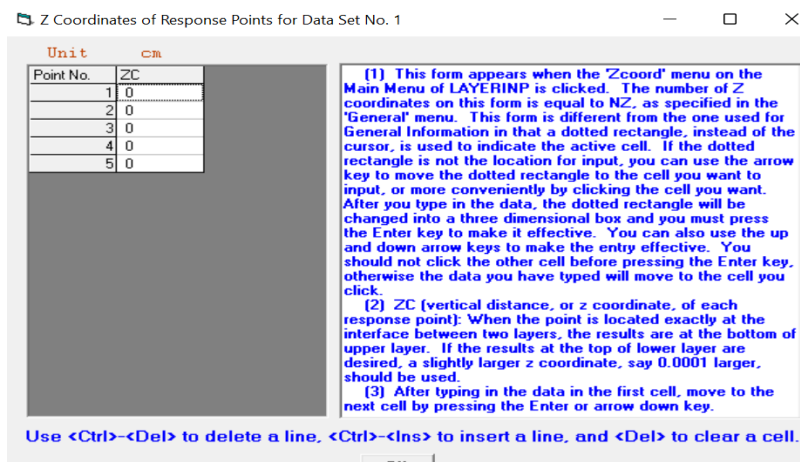 Z Coordinates of Response Points for Data Set No. 1
Unit cm
Point No. ZC
1 0
2 0
3 0
4 0
5 0
(1) This form appears when the 'Zcoord' menu on the
Main Menu of LAYERINP is clicked. The number of Z
coordinates on this form is equal to NZ, as specified in the
'General' menu. This form is different from the one used for
General Information in that a dotted rectangle, instead of the
cursor, is used to indicate the active cell. If the dotted
rectangle is not the location for input, you can use the arrow
key to move the dotted rectangle to the cell you want to
input, or more conveniently by clicking the cell you want.
After you type in the data, the dotted rectangle will be
changed into a three dimensional box and you must press
the Enter key to make it effective. You can also use the up
and down arrow keys to make the entry effective. You
should not click the other cell before pressing the Enter key,
otherwise the data you have typed will move to the cell you
click.
(2) ZC (vertical distance, or z coordinate, of each
response point): When the point is located exactly at the
interface between two layers, the results are at the bottom of
upper layer. If the results at the top of lower layer are
desired, a slightly larger z coordinate, say 0.0001 larger,
should be used.
(3) After typing in the data in the first cell, move to the
next cell by pressing the Enter or arrow down key.
Use <Ctrl>-<Del> to delete a line, <Ctrl>-<Ins> to insert a line, and <Del> to clear a cell.